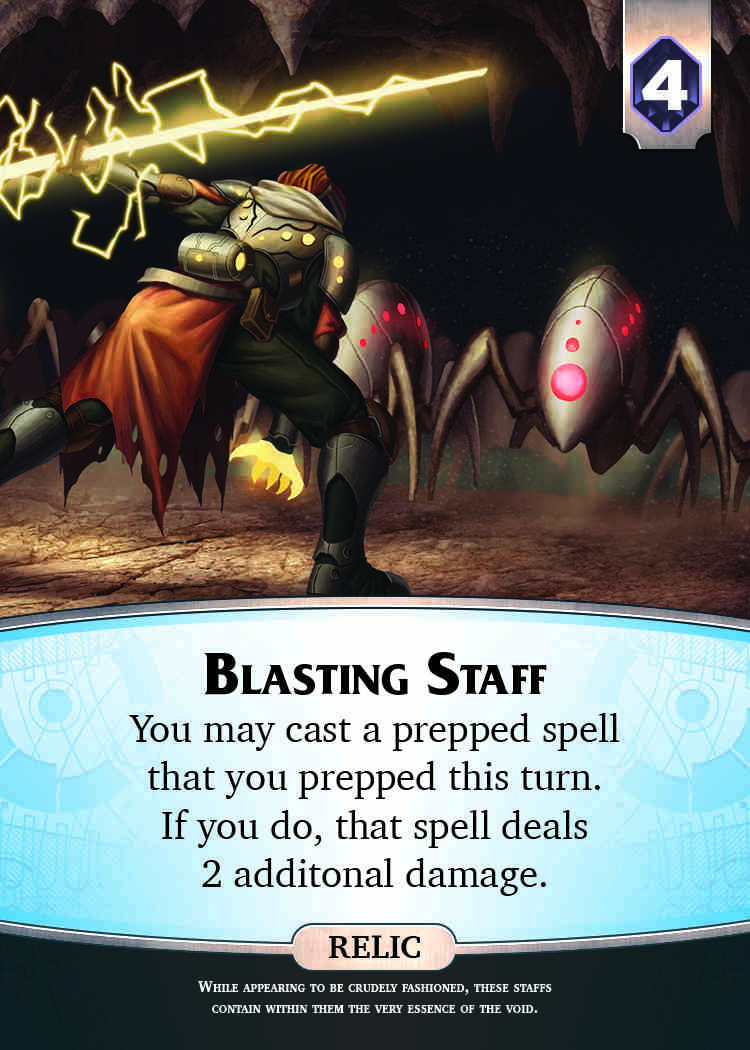 4
Blasting Staff
You may cast a prepped spell
that you prepped this turn.
If you do, that spell deals
2 additonal damage.
RELIC
While appearing to be crudely fashioned, these staffs
contain within them the very essence of the void.